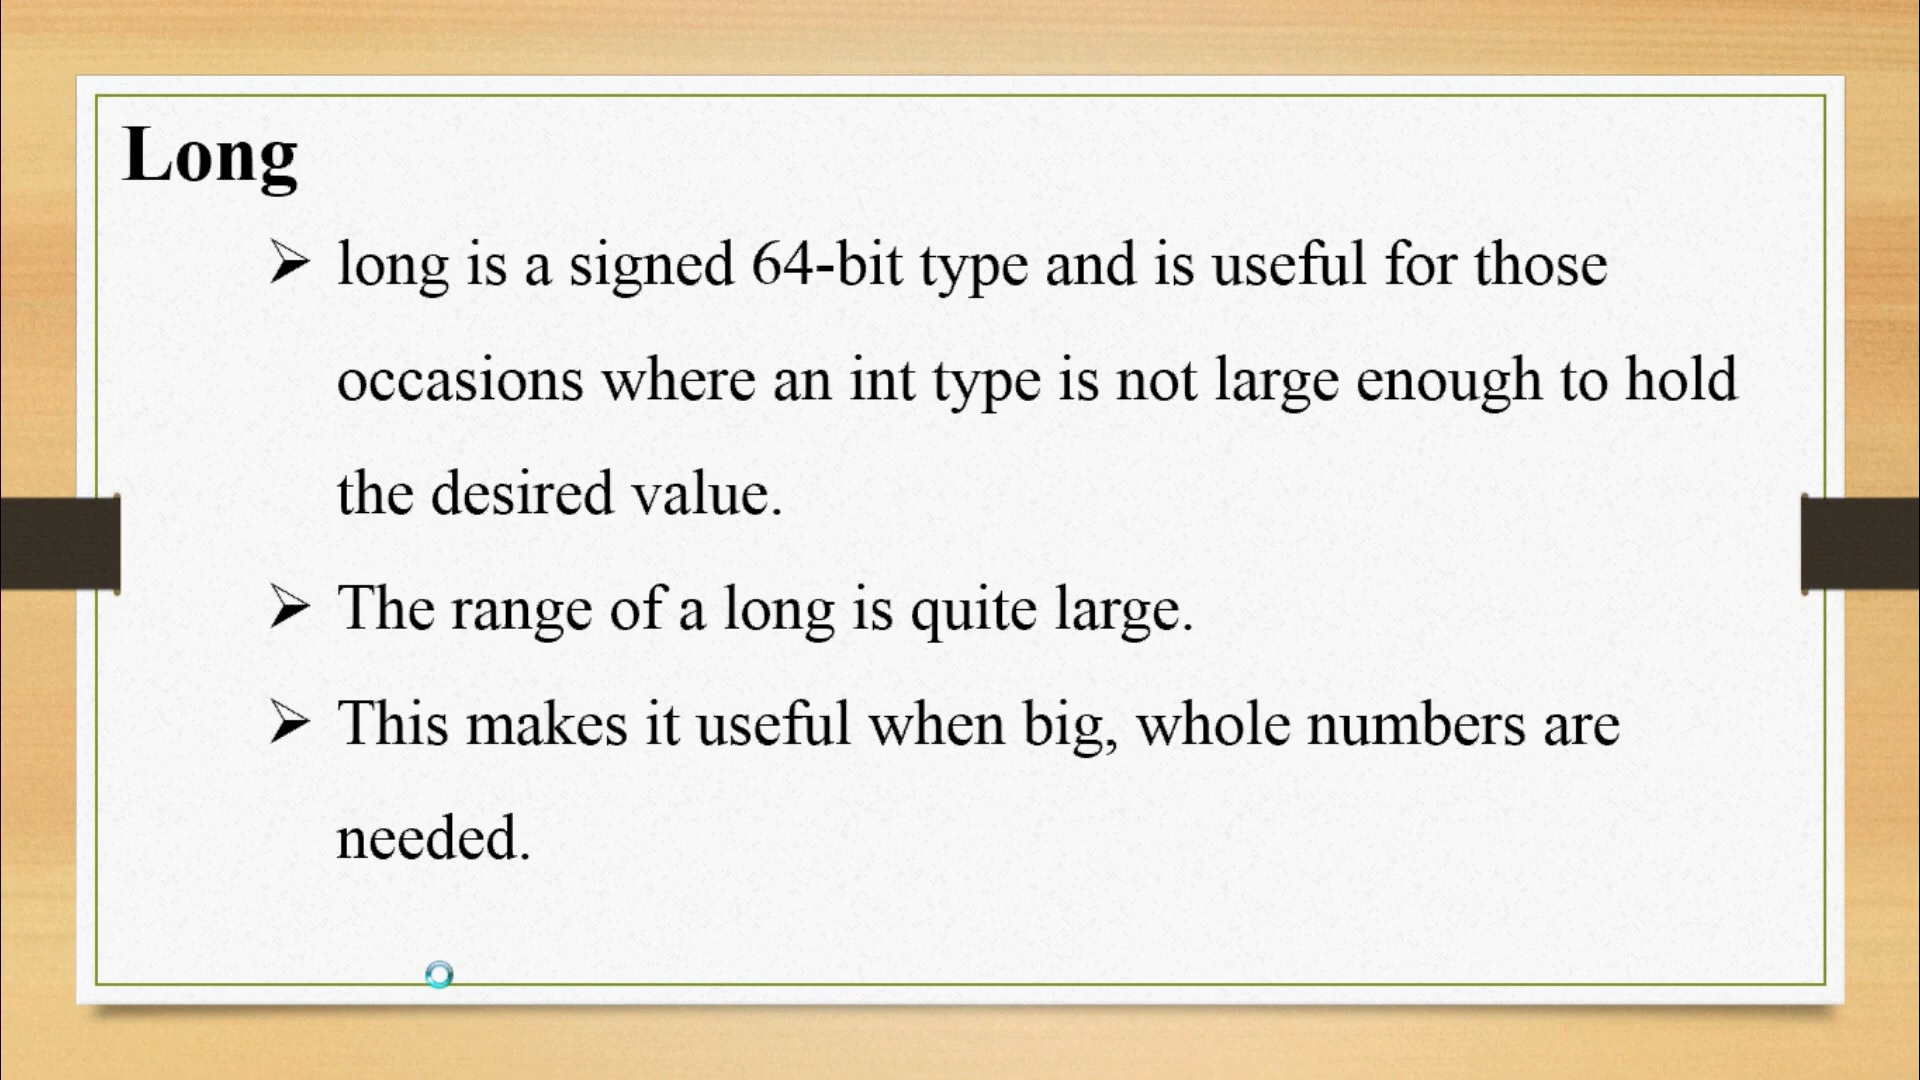 Long
➢ long is a signed 64-bit type and is useful for those
occasions where an int type is not large enough to hold
the desired value.
➢ The range of a long is quite large.
➢ This makes it useful when big, whole numbers are
needed.